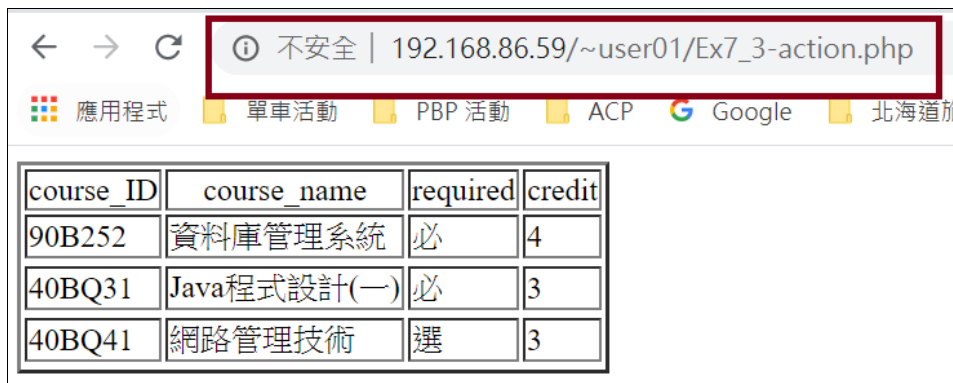 不安全 | 192.168.86.59/~user01/Ex7_3-action.php
應用程式 單車活動 PBP 活動 ACP Google 北海道旅
course_ID course_name required credit
90B252 資料庫管理系統 必 4
40BQ31 Java程式設計(一) 必 3
40BQ41 網路管理技術 選 3